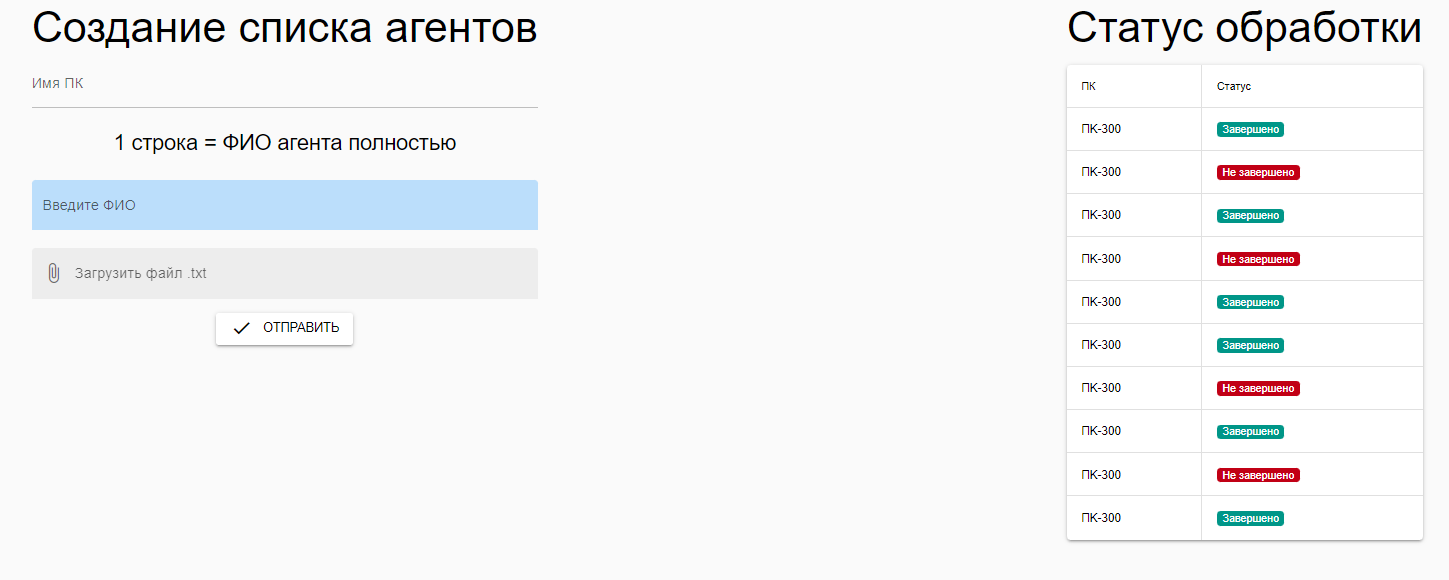 Создание списка агентов
Имя ПК
1 строка = ФИО агента полностью
Введите ФИО
Загрузить файл .txt
ОТПРАВИТЬ
Статус обработки
ПК Статус
ПК-300 Завершено
ПК-300 Не завершено
ПК-300 Завершено
ПК-300 Не завершено
ПК-300 Завершено
ПК-300 Завершено
ПК-300 Не завершено
ПК-300 Завершено
ПК-300 Не завершено
ПК-300 Завершено